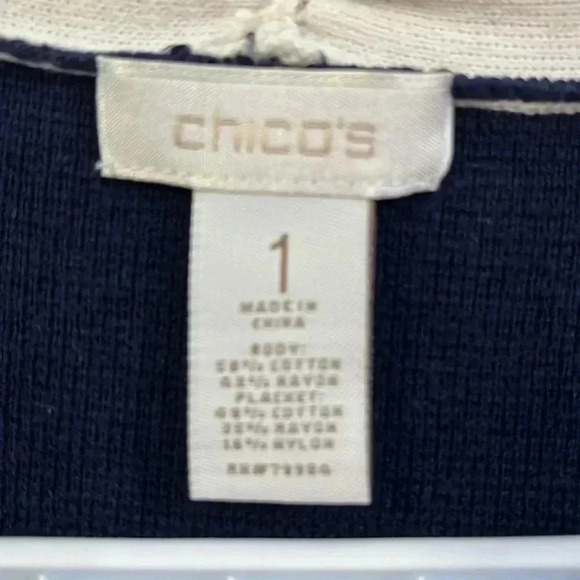 chico's
1
MADE IN
CHINA
BODY:
58% COTTON
42% RAYON
PLACKET:
49% COTTON
35% RAYON
16% NYLON